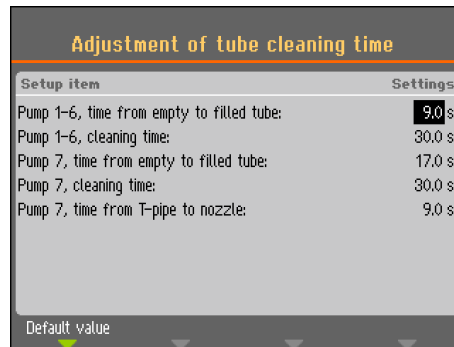 Adjustment of tube cleaning time
Setup item Settings
Pump 1-6, time from empty to filled tube: 9.0 s
Pump 1-6, cleaning time: 30.0 s
Pump 7, time from empty to filled tube: 17.0 s
Pump 7, cleaning time: 30.0 s
Pump 7, time from T-pipe to nozzle: 9.0 s
Default value